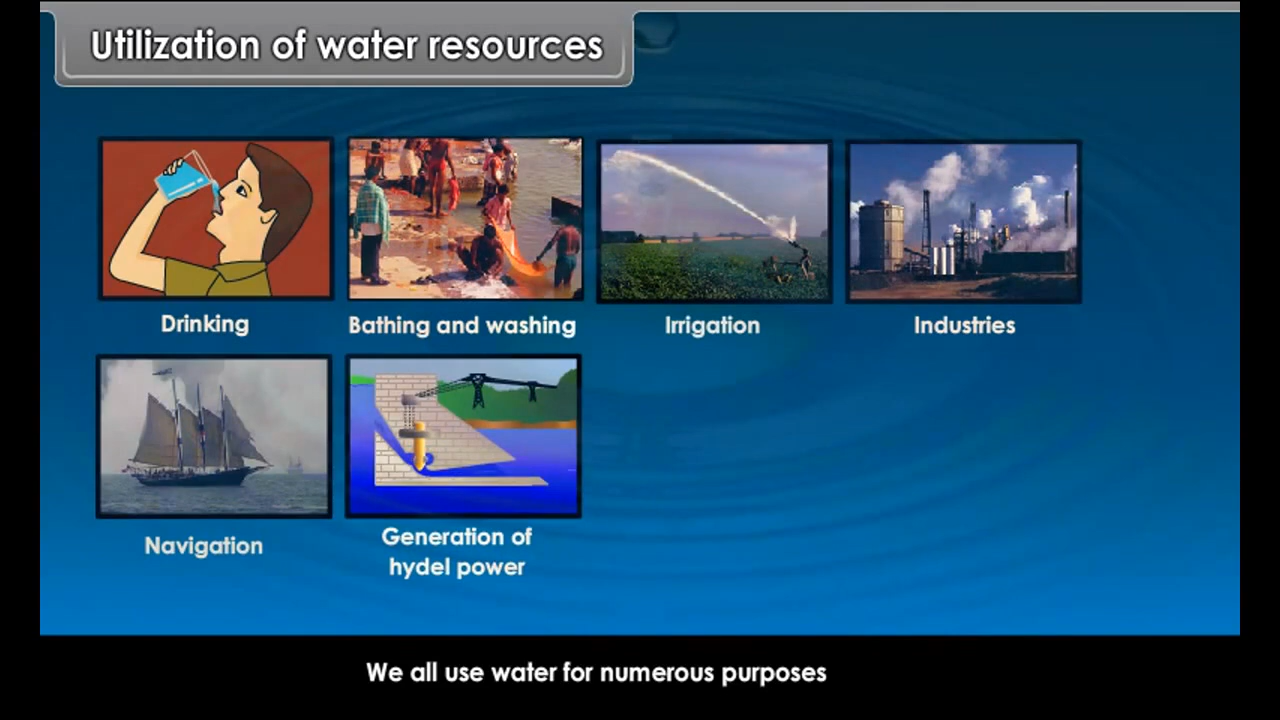 Utilization of water resources
Drinking
Bathing and washing
Irrigation
Industries
Navigation
Generation of
hydel power
We all use water for numerous purposes